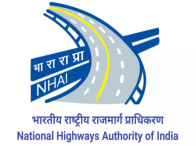 भा रा रा प्रा
NHAI
भारतीय राष्ट्रीय राजमार्ग प्राधिकरण
National Highways Authority of India